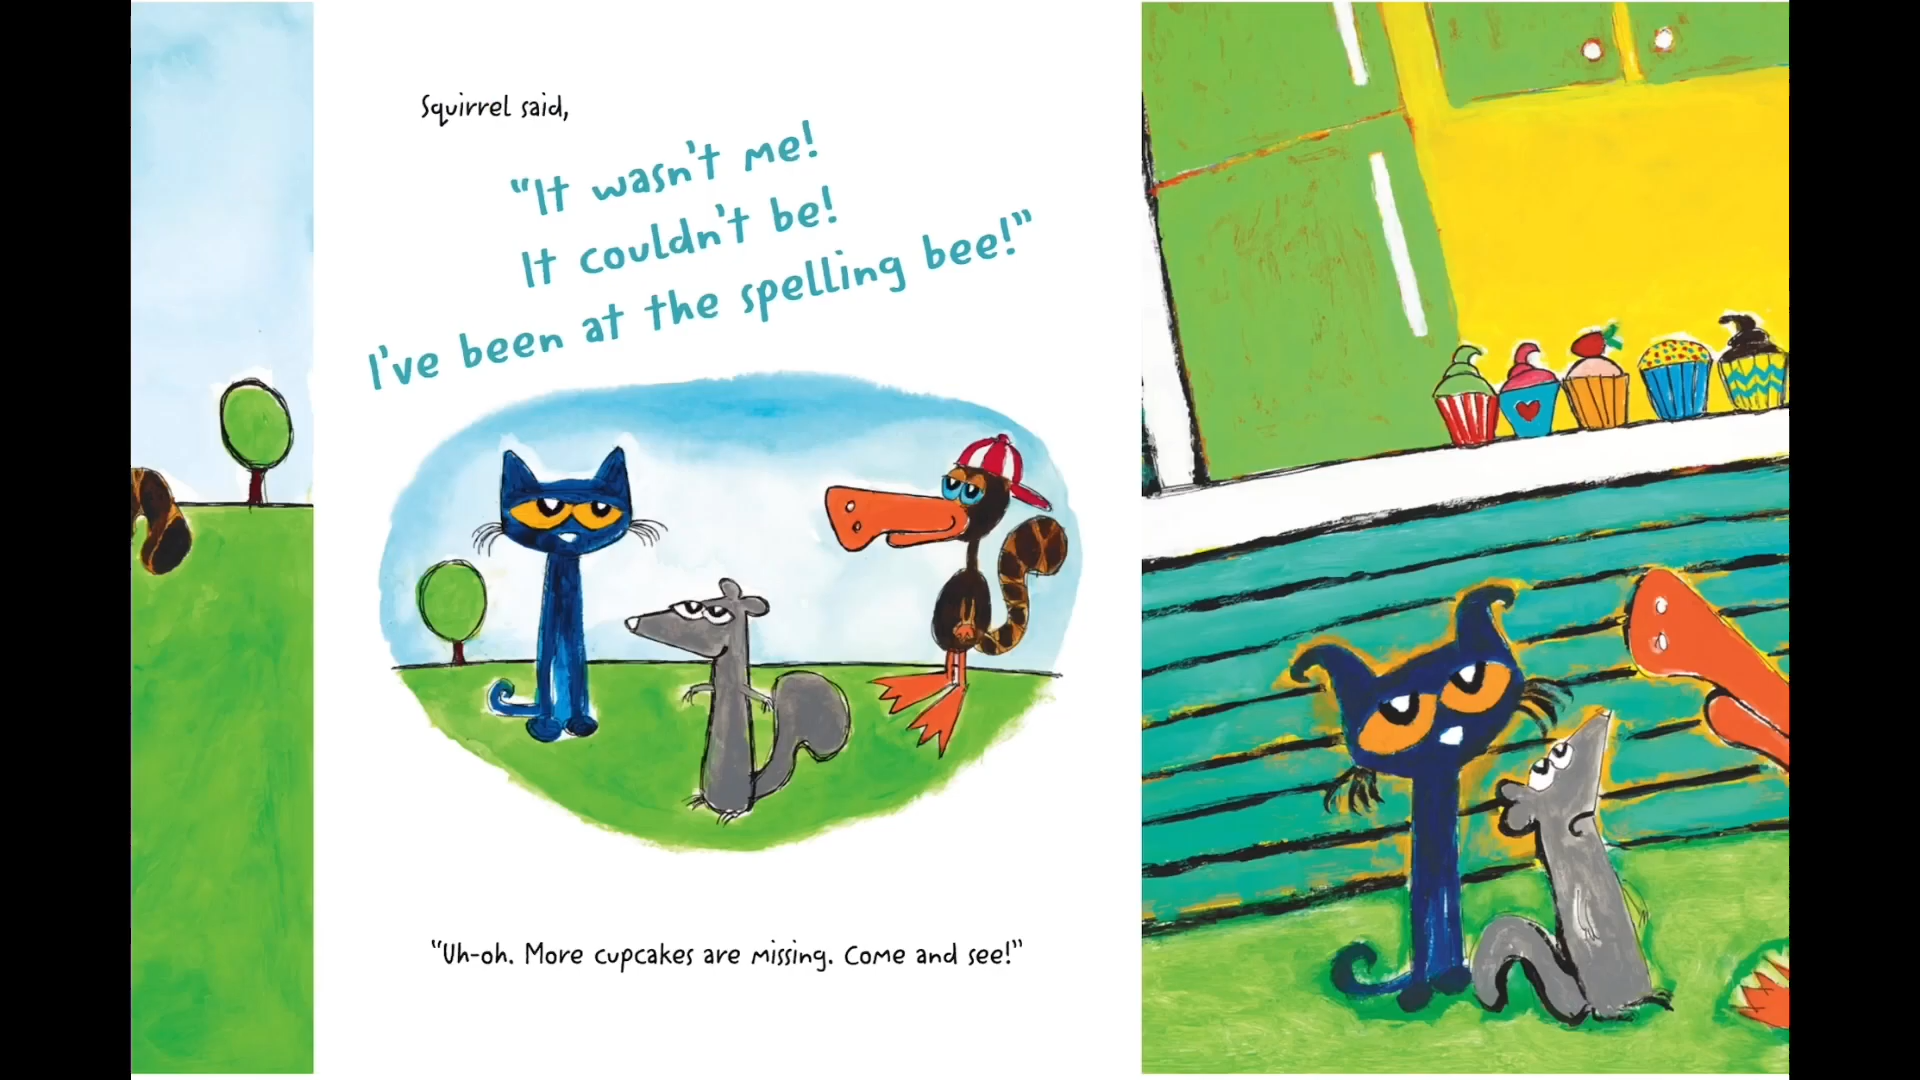 Squirrel said,
“It wasn't me!
It couldn't be!
I've been at the spelling bee!”
“Uh-oh. More cupcakes are missing. Come and see!”